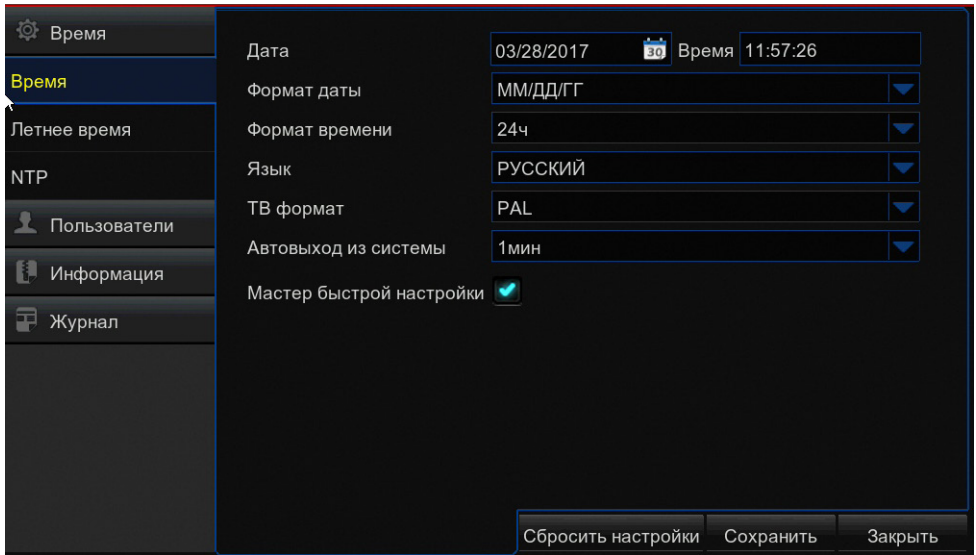 Время
Время
Летнее время
NTP
Пользователи
Информация
Журнал
Дата 03/28/2017 30 Время 11:57:26
Формат даты ММ/ДД/ГГ
Формат времени 24ч
Язык РУССКИЙ
ТВ формат PAL
Автовыход из системы 1мин
Мастер быстрой настройки
Сбросить настройки Сохранить Закрыть